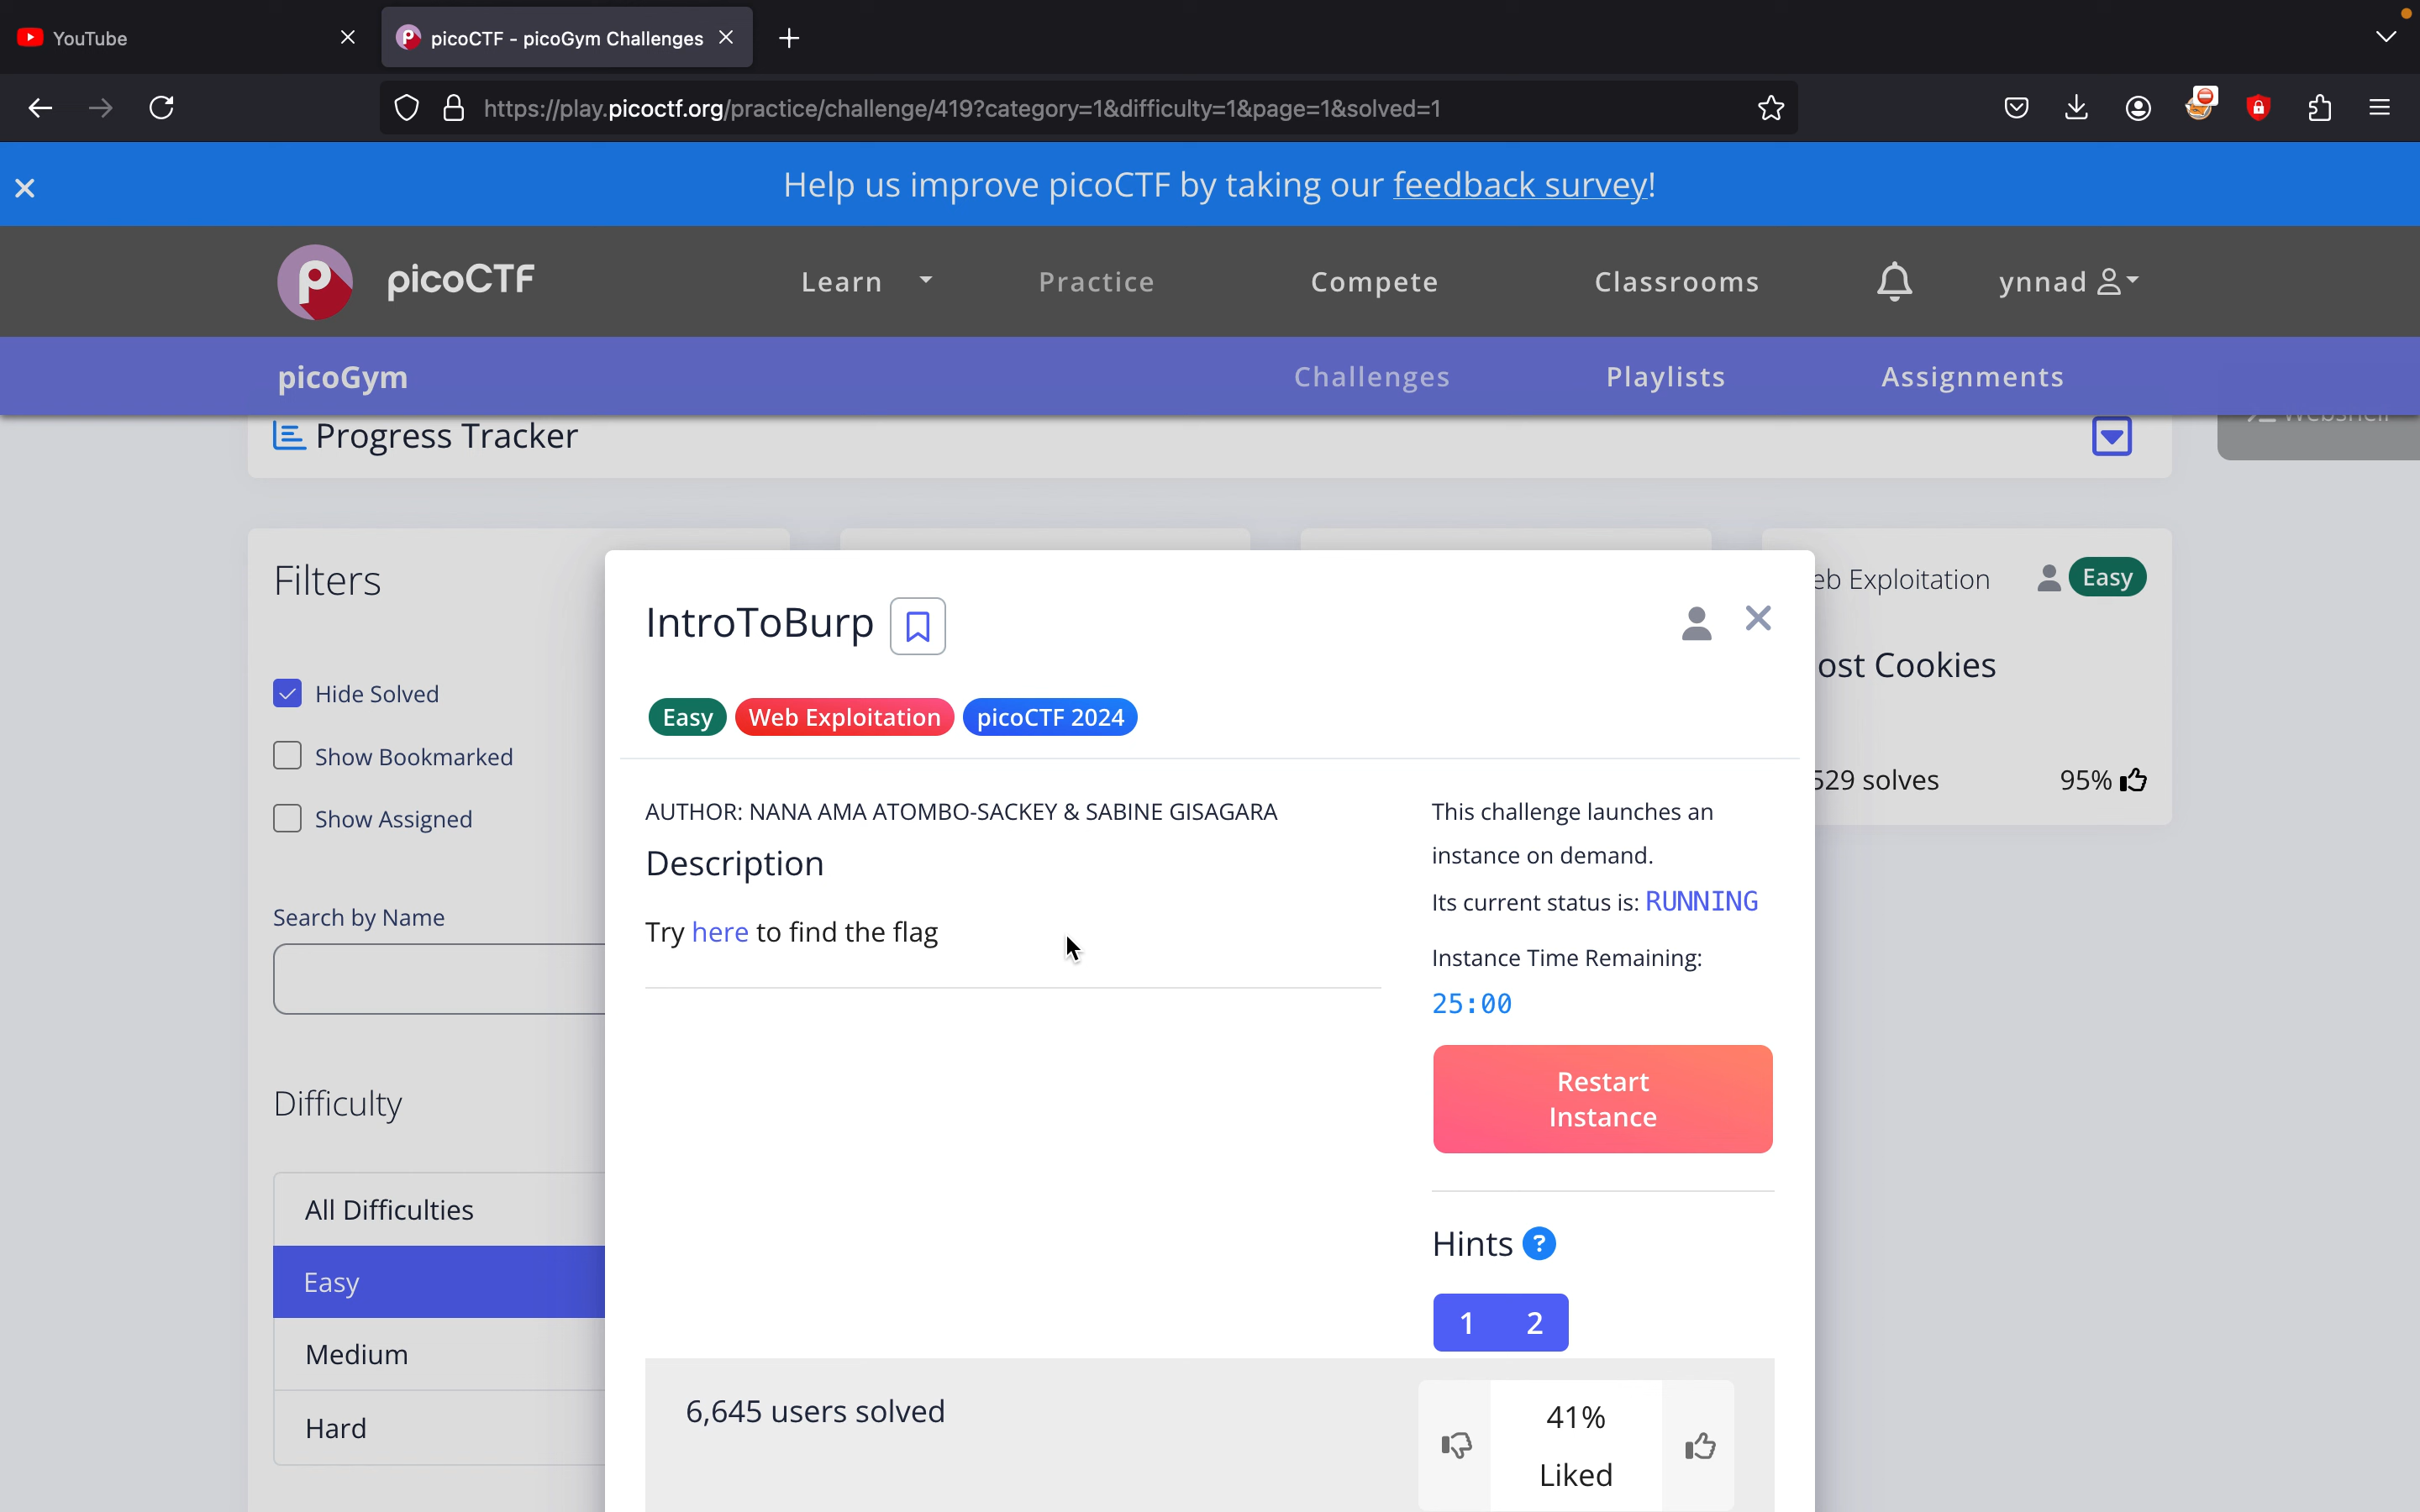 YouTube
picoCTF - picoGym Challenges
https://play.picoctf.org/practice/challenge/419?category=1&difficulty=1&page=1&solved=1
Help us improve picoCTF by taking our feedback survey!
picoCTF
Learn
Practice
Compete
Classrooms
ynnad
picoGym
Challenges
Playlists
Assignments
Progress Tracker
Webshell
Filters
Hide Solved
Show Bookmarked
Show Assigned
Search by Name
Difficulty
All Difficulties
Easy
Medium
Hard
IntroToBurp
Easy
Web Exploitation
picoCTF 2024
AUTHOR: NANA AMA ATOMBO-SACKEY & SABINE GISAGARA
Description
Try here to find the flag
This challenge launches an
instance on demand.
Its current status is: RUNNING
Instance Time Remaining:
25:00
Restart
Instance
Hints ?
1 2
6,645 users solved
41%
Liked
eb Exploitation
Easy
ost Cookies
529 solves
95%